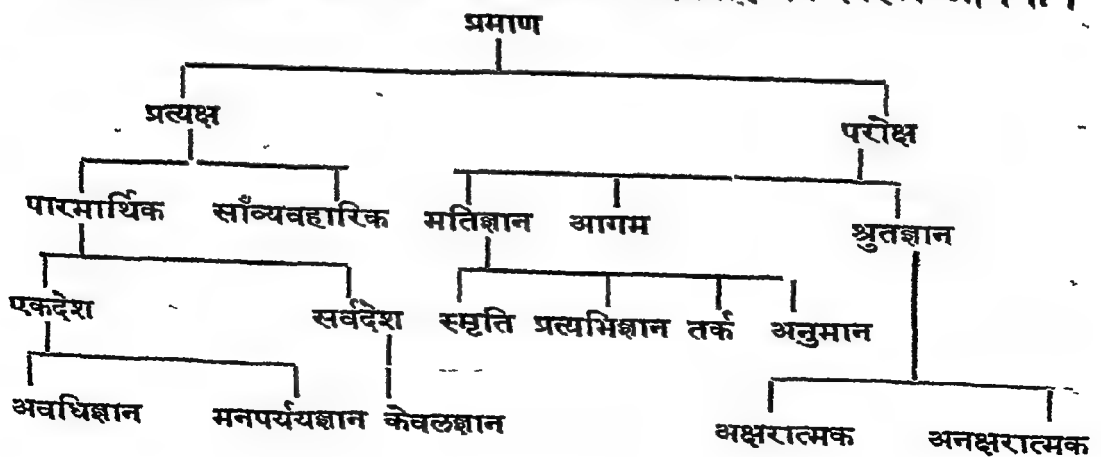 प्रमाण
प्रत्यक्ष परोक्ष
पारमार्थिक साँव्यवहारिक मतिज्ञान आगम श्रुतज्ञान
एकदेश सर्वदेश स्मृति प्रत्यभिज्ञान तर्क अनुमान
अवधिज्ञान मनपर्ययज्ञान केवलज्ञान अक्षरात्मक अनक्षरात्मक